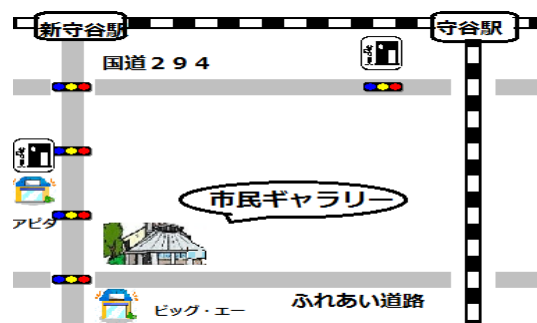 新守谷駅
守谷駅
国道２９４
市民ギャラリー
アピタ
ビッグ・エー
ふれあい道路